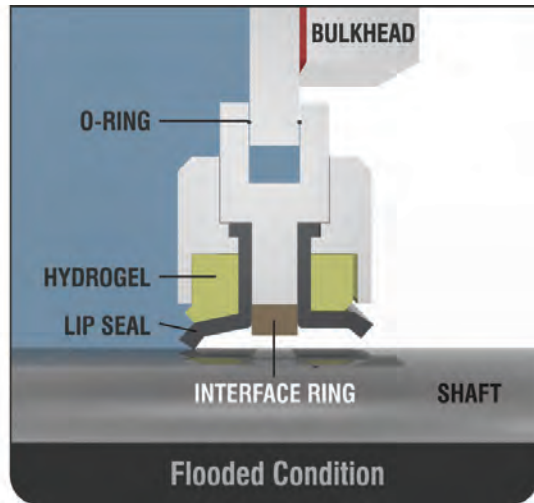 BULKHEAD
O-RING
HYDROGEL
LIP SEAL
INTERFACE RING
SHAFT
Flooded Condition